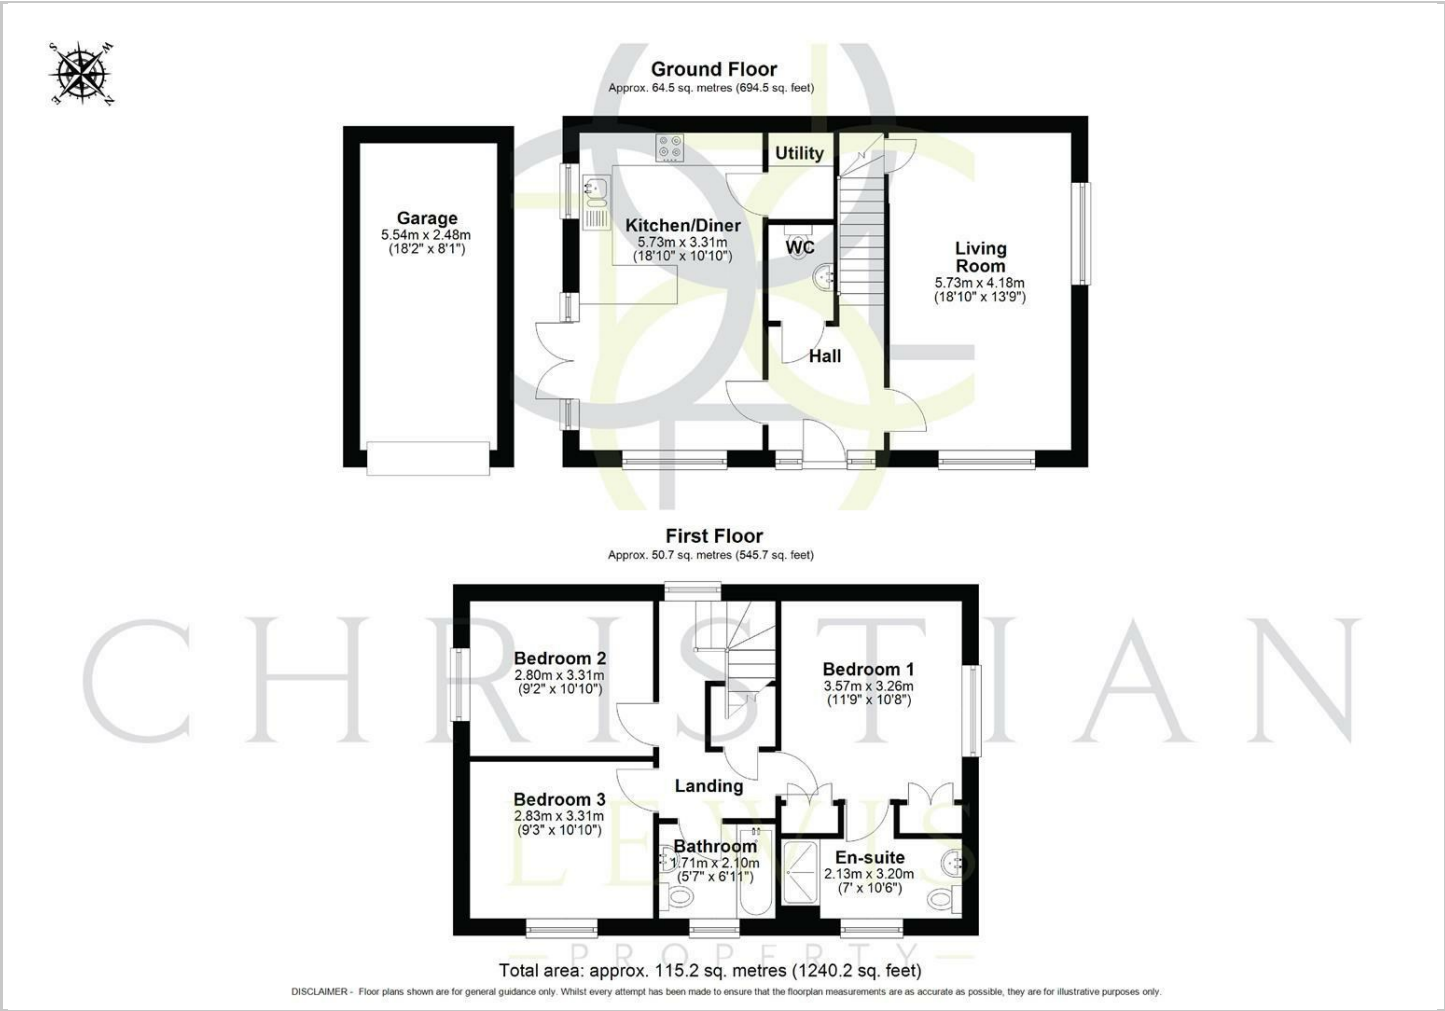 S
W
E
N
Ground Floor
Approx. 64.5 sq. metres (694.5 sq. feet)
Garage
5.54m x 2.48m
(18'2" x 8'1")
Kitchen/Diner
5.73m x 3.31m
(18'10" x 10'10")
Utility
WC
Hall
Living
Room
5.73m x 4.18m
(18'10" x 13'9")
First Floor
Approx. 50.7 sq. metres (545.7 sq. feet)
Bedroom 2
2.80m x 3.31m
(9'2" x 10'10")
Bedroom 1
3.57m x 3.26m
(11'9" x 10'8")
CHRISTIAN
Landing
Bedroom 3
2.83m x 3.31m
(9'3" x 10'10")
Bathroom
1.71m x 2.10m
(5'7" x 6'11")
En-suite
2.13m x 3.20m
(7' x 10'6")
LEWIS
PROPERTY
Total area: approx. 115.2 sq. metres (1240.2 sq. feet)
DISCLAIMER - Floor plans shown are for general guidance only. Whilst every attempt has been made to ensure that the floorplan measurements are as accurate as possible, they are for illustrative purposes only.